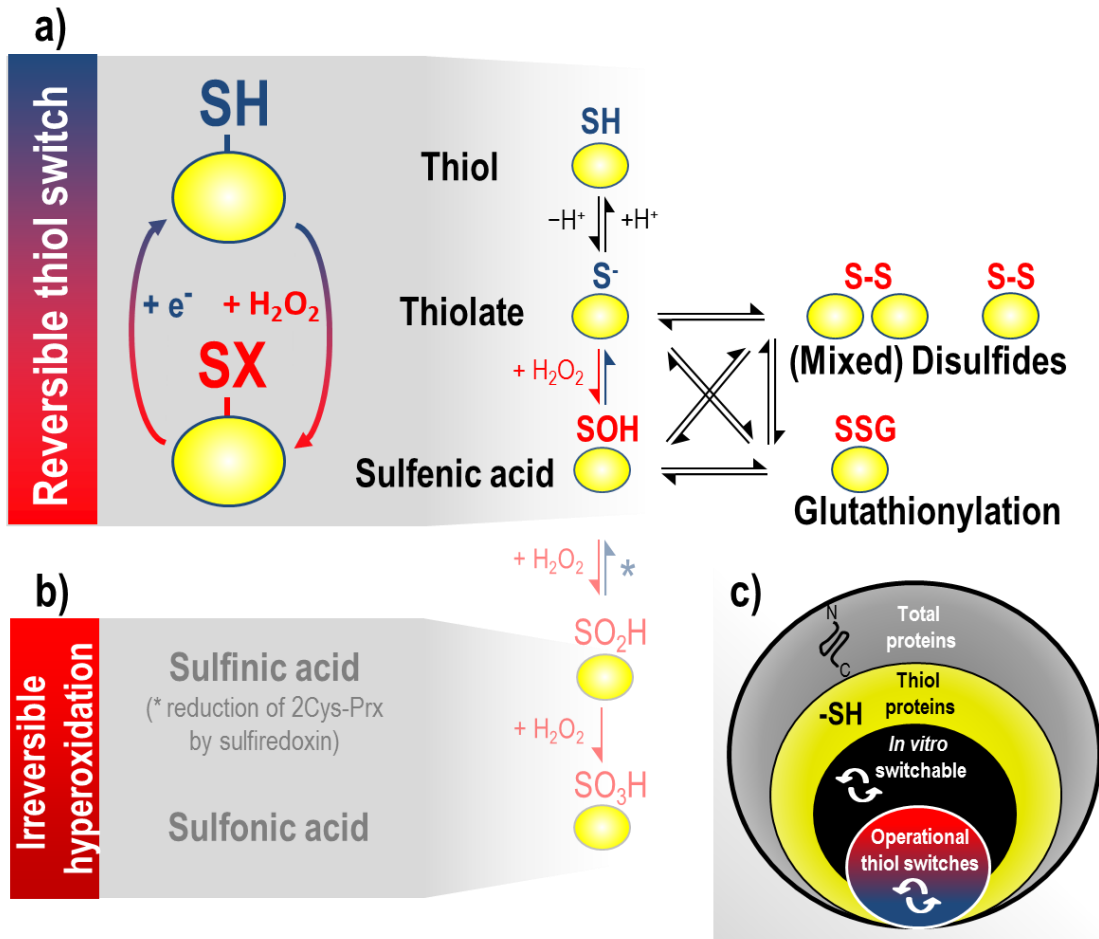 a)
Reversible thiol switch
SH
+ e⁻
+ H₂O₂
SX
Thiol
SH
−H⁺
+H⁺
Thiolate
S⁻
+ H₂O₂
Sulfenic acid
SOH
S-S
S-S
(Mixed) Disulfides
SSG
Glutathionylation
b)
Irreversible
hyperoxidation
+ H₂O₂
*
Sulfinic acid
(* reduction of 2Cys-Prx
by sulfiredoxin)
SO₂H
+ H₂O₂
SO₃H
Sulfonic acid
c)
N
C
Total
proteins
Thiol
proteins
-SH
In vitro
switchable
Operational
thiol switches